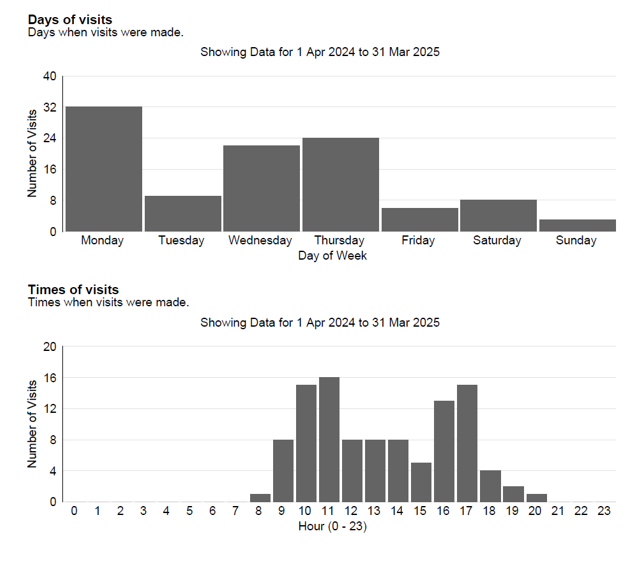 Days of visits
Days when visits were made.
Showing Data for 1 Apr 2024 to 31 Mar 2025
Number of Visits
40
32
24
16
8
0
Monday Tuesday Wednesday Thursday Friday Saturday Sunday
Day of Week
Times of visits
Times when visits were made.
Showing Data for 1 Apr 2024 to 31 Mar 2025
Number of Visits
20
16
12
8
4
0
0 1 2 3 4 5 6 7 8 9 10 11 12 13 14 15 16 17 18 19 20 21 22 23
Hour (0 - 23)